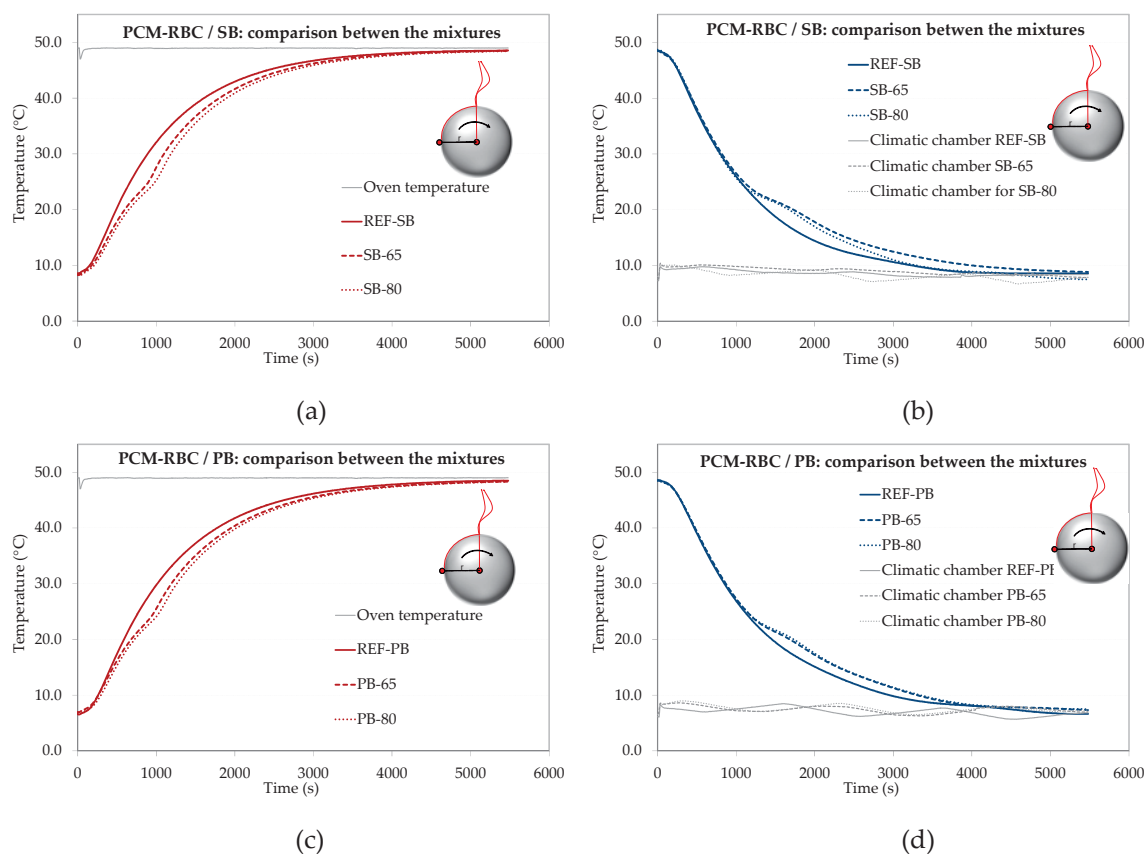 PCM-RBC / SB: comparison betwen the mixtures
50.0
40.0
30.0
20.0
10.0
0.0
Temperature (°C)
r
Oven temperature
REF-SB
SB-65
SB-80
0 1000 2000 3000 4000 5000 6000
Time (s)
(a)
PCM-RBC / SB: comparison betwen the mixtures
50.0
40.0
30.0
20.0
10.0
0.0
Temperature (°C)
REF-SB
SB-65
SB-80
Climatic chamber REF-SB
Climatic chamber SB-65
Climatic chamber for SB-80
r
0 1000 2000 3000 4000 5000 6000
Time (s)
(b)
PCM-RBC / PB: comparison between the mixtures
50.0
40.0
30.0
20.0
10.0
0.0
Temperature (°C)
r
Oven temperature
REF-PB
PB-65
PB-80
0 1000 2000 3000 4000 5000 6000
Time (s)
(c)
PCM-RBC / PB: comparison between the mixtures
50.0
40.0
30.0
20.0
10.0
0.0
Temperature (°C)
REF-PB
PB-65
PB-80
Climatic chamber REF-PB
Climatic chamber PB-65
Climatic chamber PB-80
r
0 1000 2000 3000 4000 5000 6000
Time (s)
(d)